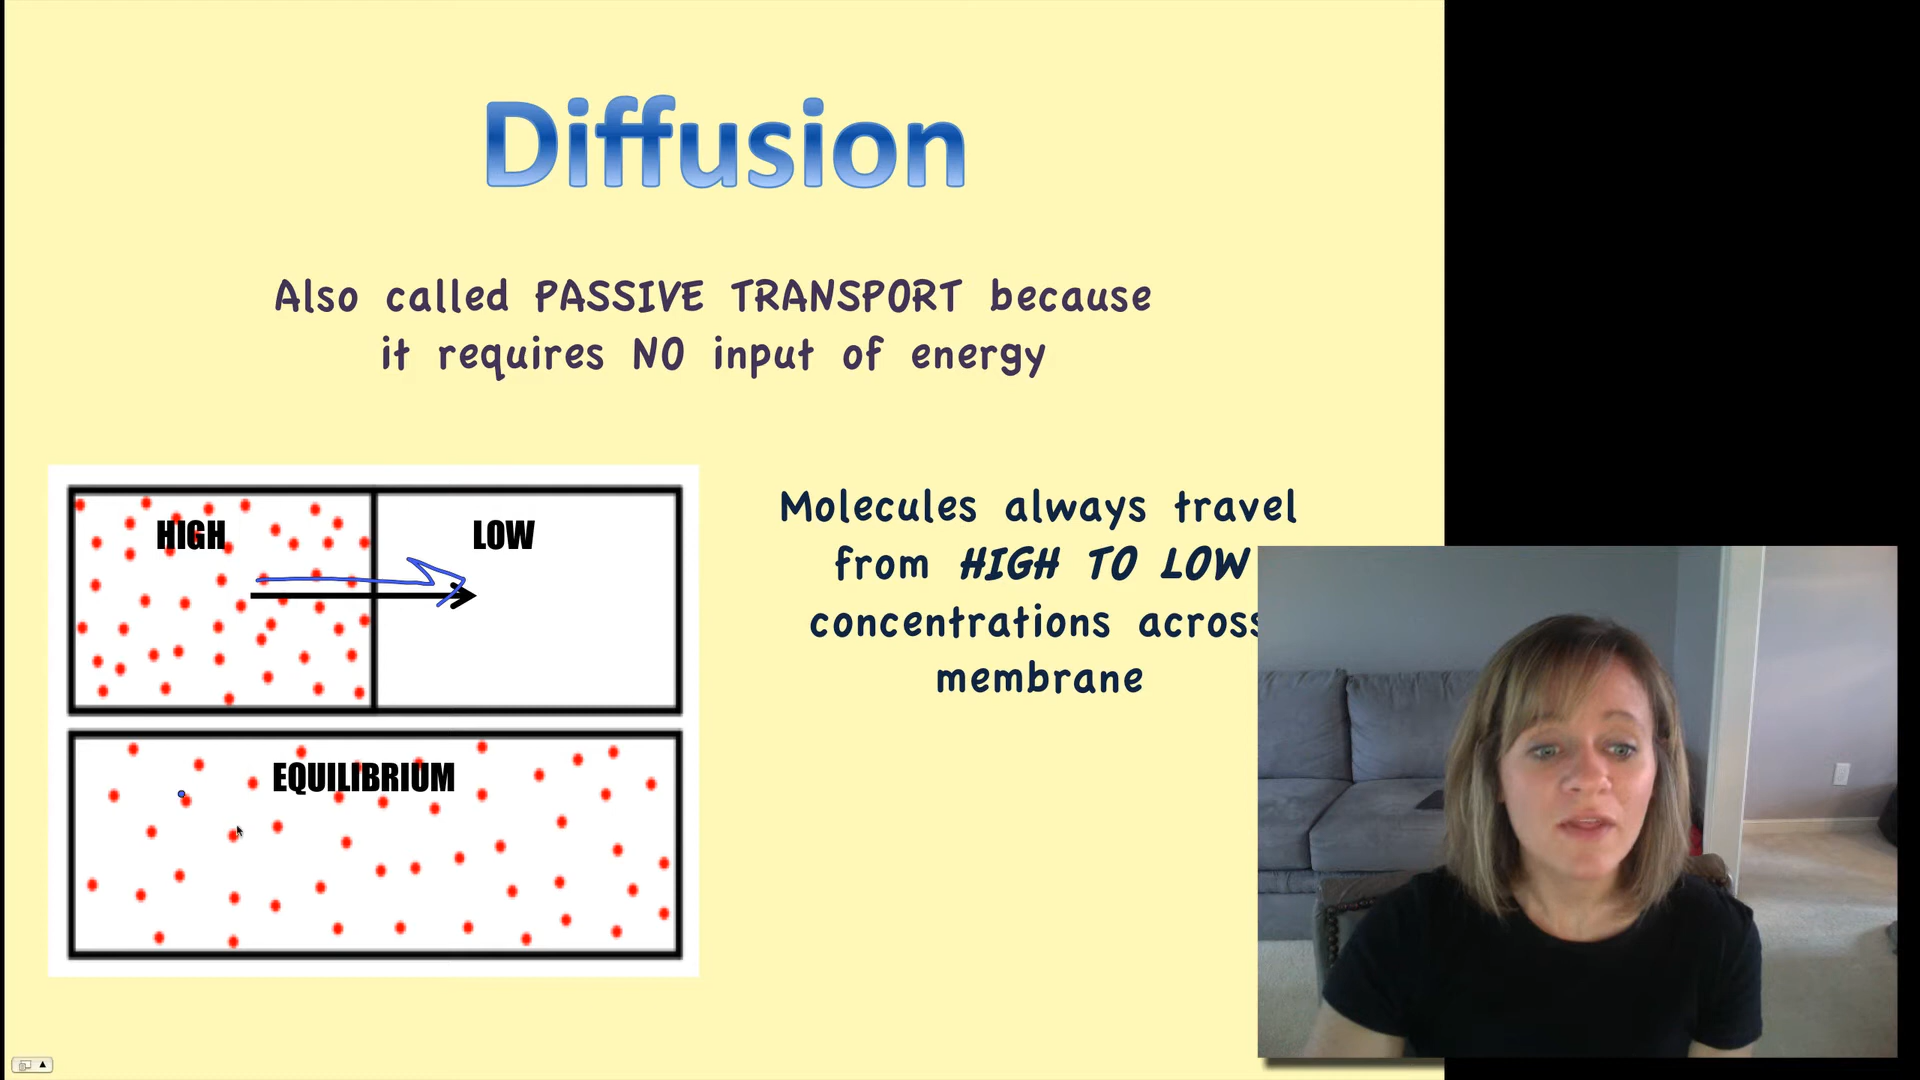 Diffusion
Also called PASSIVE TRANSPORT because
it requires NO input of energy
HIGH
LOW
EQUILIBRIUM
Molecules always travel
from HIGH TO LOW
concentrations across
membrane